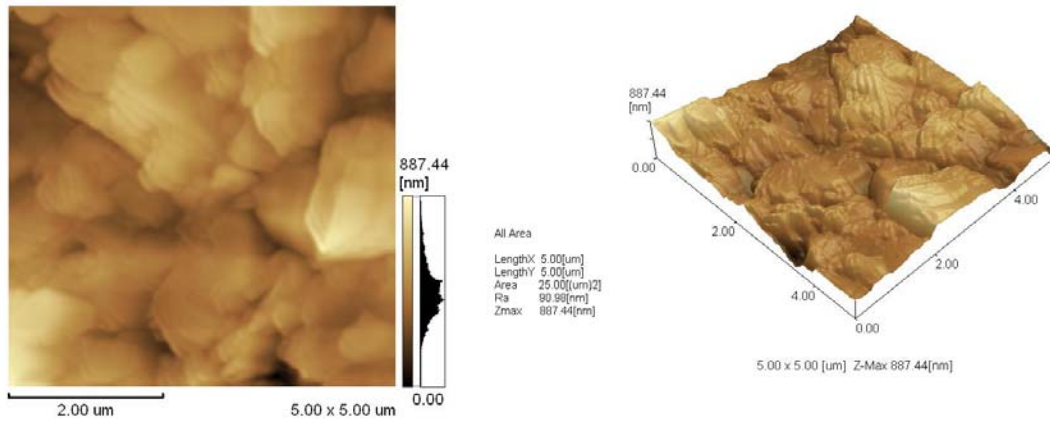 887.44
[nm]
0.00
2.00 um
5.00 x 5.00 um
All Area
LengthX 5.00[um]
LengthY 5.00[um]
Area 25.00[(um)2]
Ra 90.98[nm]
Zmax 887.44[nm]
887.44
[nm]
0.00
2.00
4.00
0.00
2.00
4.00
5.00 x 5.00 [um] Z-Max 887.44[nm]